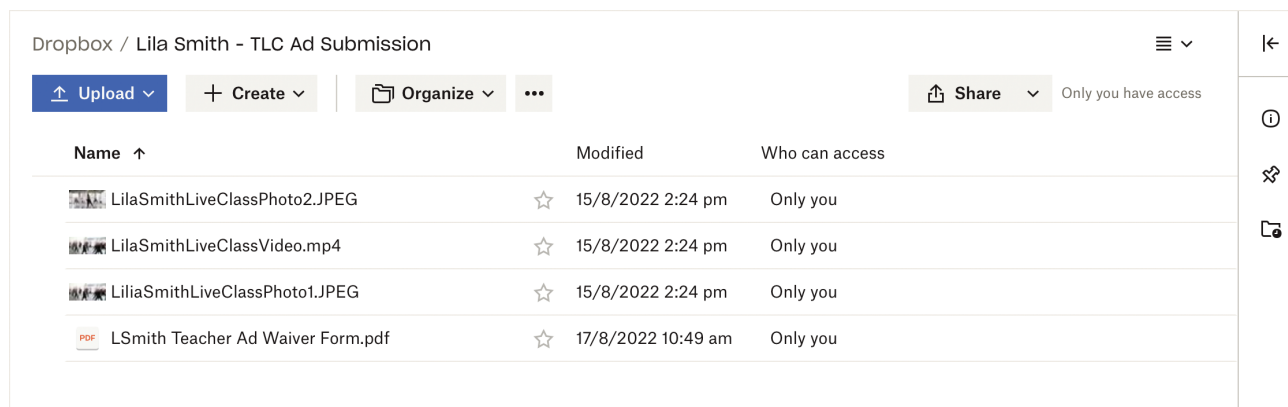 Dropbox / Lila Smith - TLC Ad Submission
Upload Create Organize ••• Share Only you have access
Name ↑ Modified Who can access
LilaSmithLiveClassPhoto2.JPEG 15/8/2022 2:24 pm Only you
LilaSmithLiveClassVideo.mp4 15/8/2022 2:24 pm Only you
LiliaSmithLiveClassPhoto1.JPEG 15/8/2022 2:24 pm Only you
PDF LSmith Teacher Ad Waiver Form.pdf 17/8/2022 10:49 am Only you